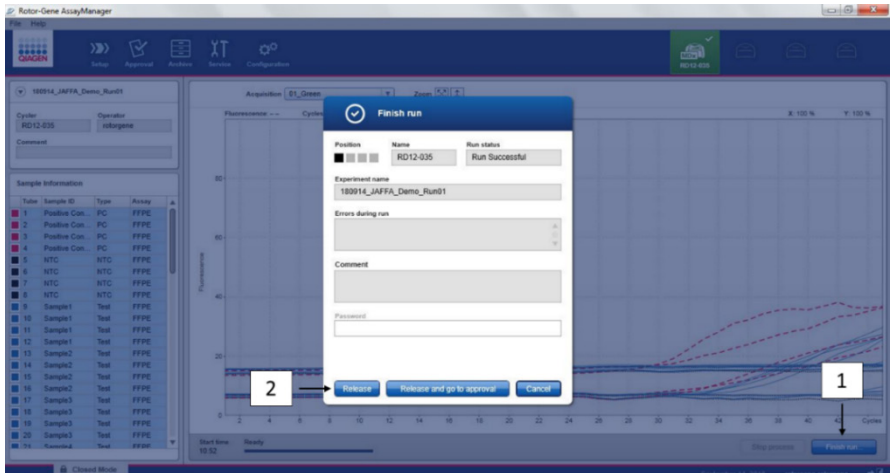 Rotor-Gene AssayManager
File Help
QIAGEN
Setup Approval Archive Service Configuration
RD12-035
180914_JAFFA_Demo_Run01
Cycler Operator
RD12-035 rotorgene
Comment
Sample Information
Tube Sample ID Type Assay
1 Positive Con... PC FFPE
2 Positive Con... PC FFPE
3 Positive Con... PC FFPE
4 Positive Con... PC FFPE
5 NTC NTC FFPE
6 NTC NTC FFPE
7 NTC NTC FFPE
8 NTC NTC FFPE
9 Sample1 Test FFPE
10 Sample1 Test FFPE
11 Sample1 Test FFPE
12 Sample1 Test FFPE
13 Sample2 Test FFPE
14 Sample2 Test FFPE
15 Sample2 Test FFPE
16 Sample2 Test FFPE
17 Sample3 Test FFPE
18 Sample3 Test FFPE
19 Sample3 Test FFPE
20 Sample3 Test FFPE
21 Sample4 Test FFPE
Closed Mode
Acquisition 01_Green Zoom
Fluorescence: -- Cycles
X: 100 % Y: 100 %
Fluorescence
80
60
40
20
0
2 4 6 8 10 12 14 16 18 20 22 24 26 28 30 32 34 36 38 40 42 Cycles
Start time Ready
10:52
Stop process Finish run
Finish run
Position Name Run status
RD12-035 Run Successful
Experiment name
180914_JAFFA_Demo_Run01
Errors during run
Comment
Password
Release Release and go to approval Cancel
2
1